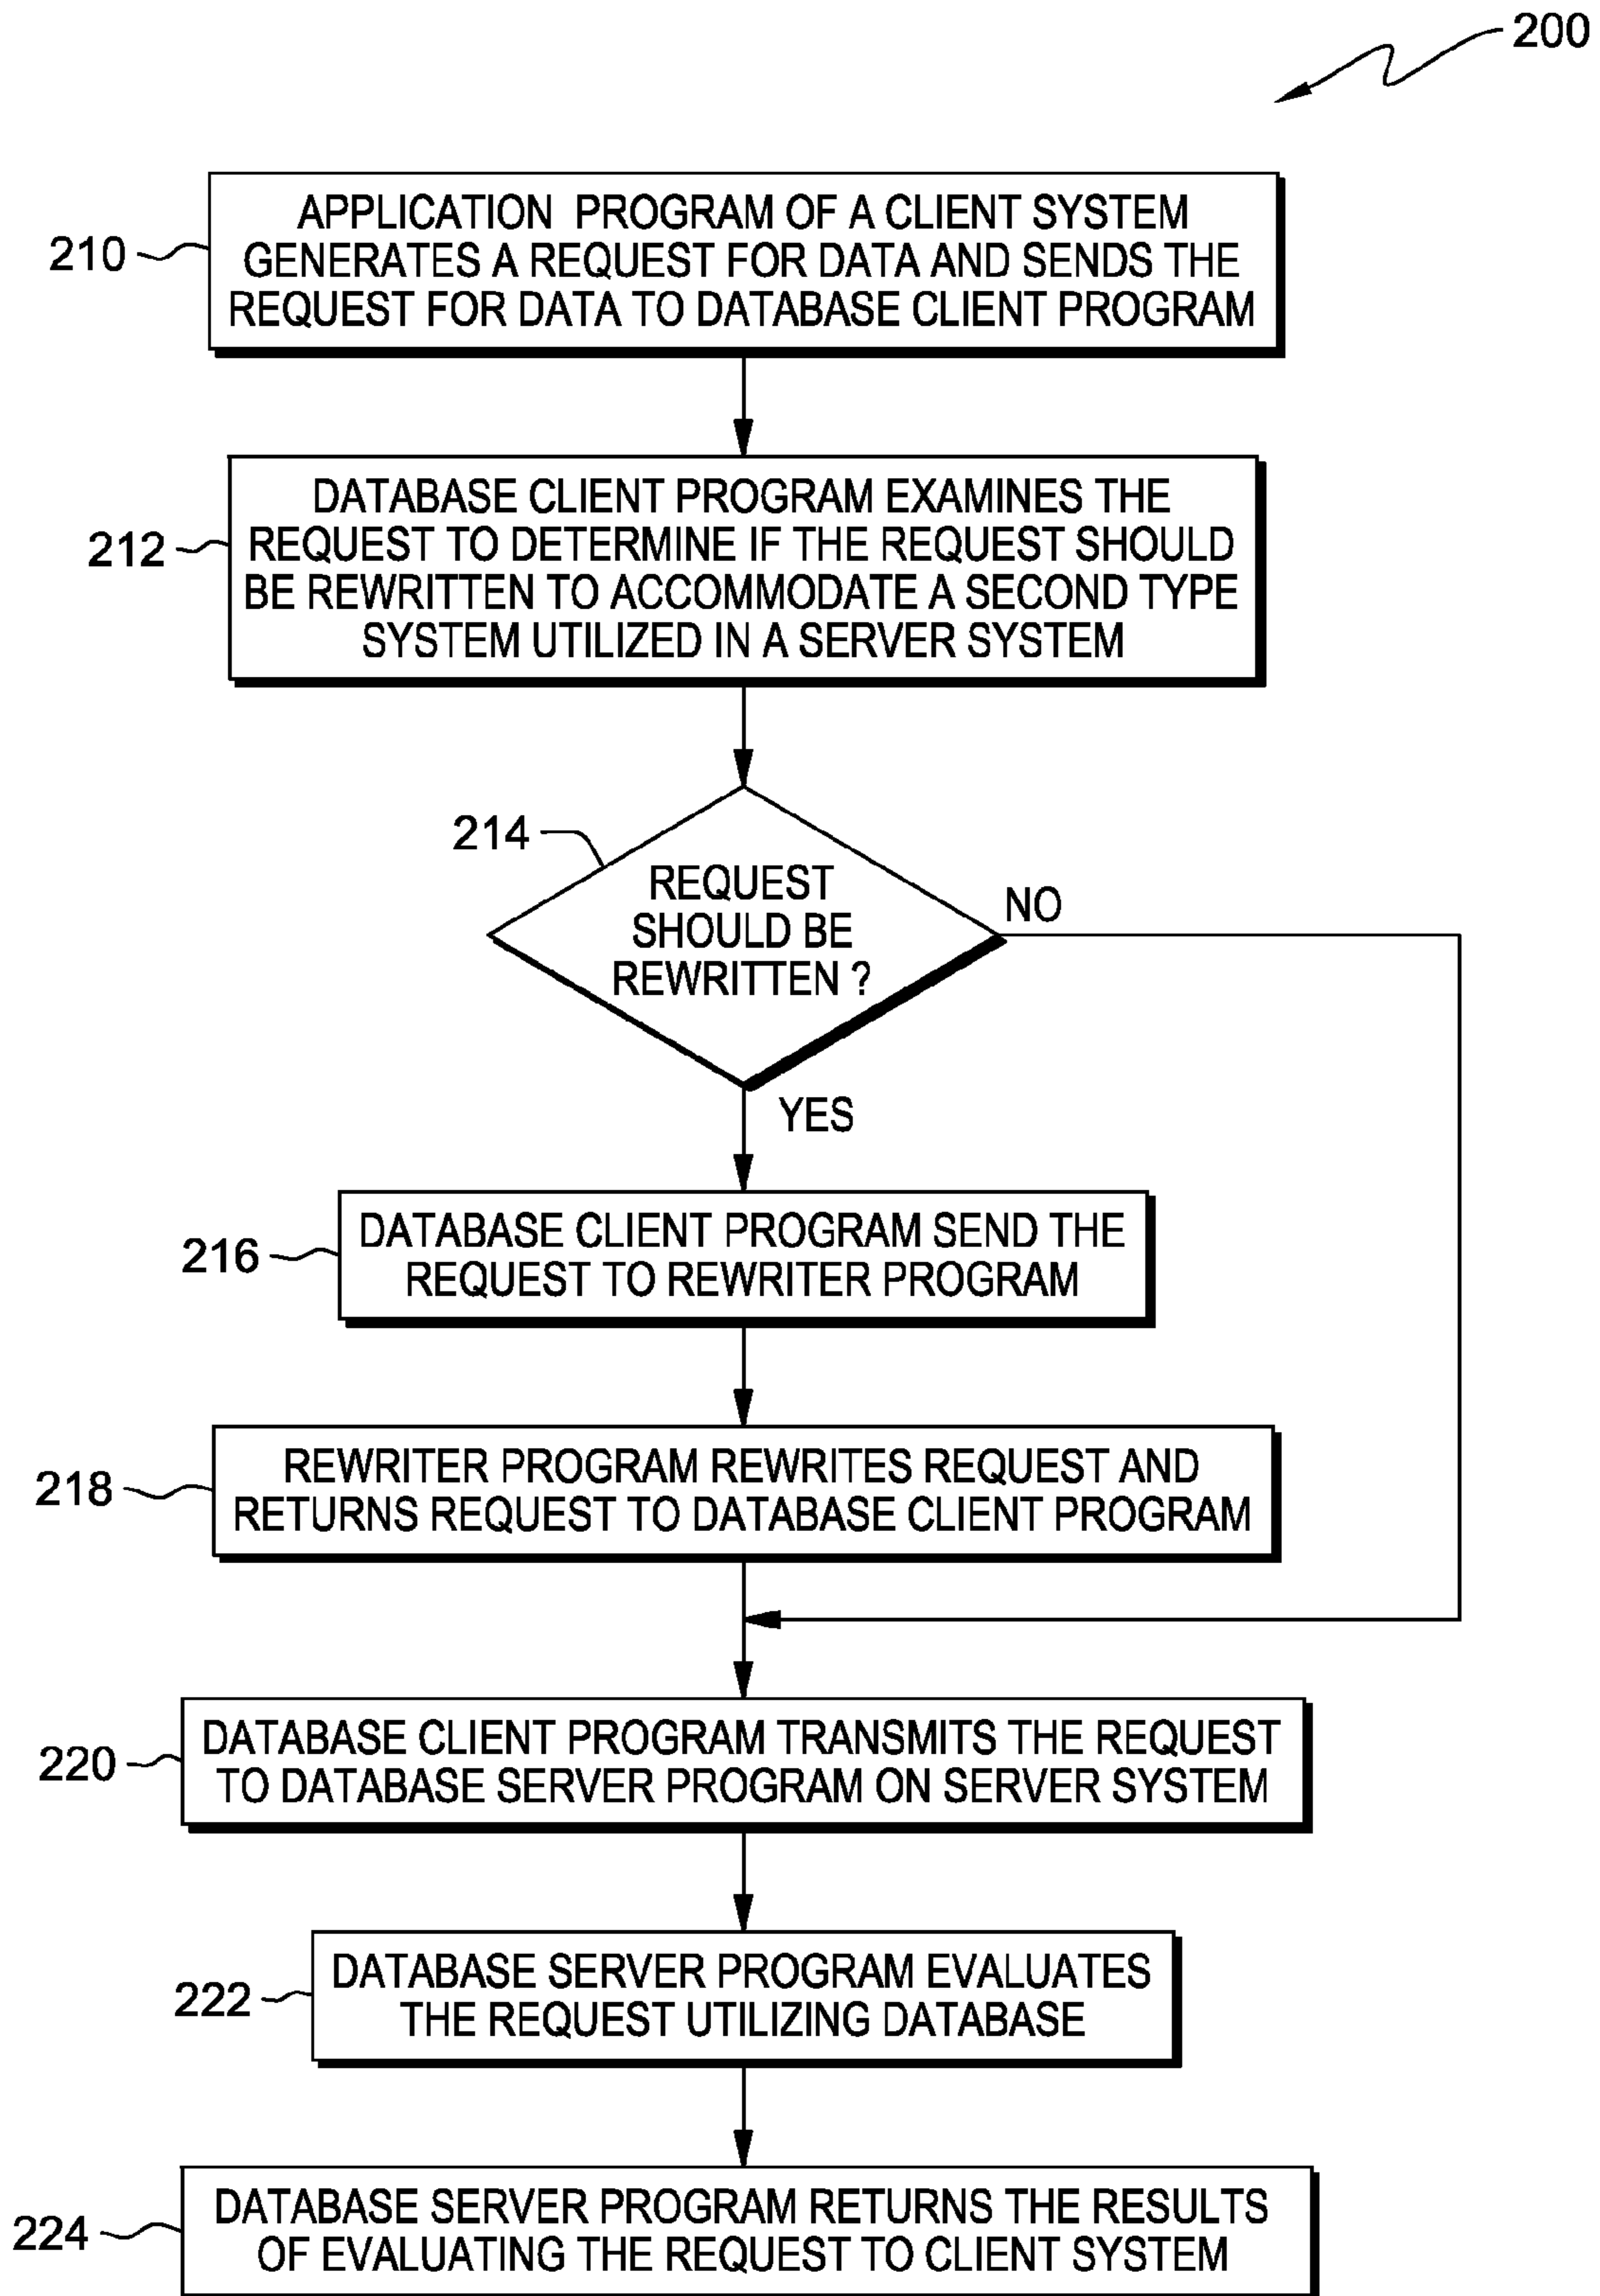 200
210
APPLICATION PROGRAM OF A CLIENT SYSTEM
GENERATES A REQUEST FOR DATA AND SENDS THE
REQUEST FOR DATA TO DATABASE CLIENT PROGRAM
212
DATABASE CLIENT PROGRAM EXAMINES THE
REQUEST TO DETERMINE IF THE REQUEST SHOULD
BE REWRITTEN TO ACCOMMODATE A SECOND TYPE
SYSTEM UTILIZED IN A SERVER SYSTEM
214
REQUEST
SHOULD BE
REWRITTEN ?
NO
YES
216
DATABASE CLIENT PROGRAM SEND THE
REQUEST TO REWRITER PROGRAM
218
REWRITER PROGRAM REWRITES REQUEST AND
RETURNS REQUEST TO DATABASE CLIENT PROGRAM
220
DATABASE CLIENT PROGRAM TRANSMITS THE REQUEST
TO DATABASE SERVER PROGRAM ON SERVER SYSTEM
222
DATABASE SERVER PROGRAM EVALUATES
THE REQUEST UTILIZING DATABASE
224
DATABASE SERVER PROGRAM RETURNS THE RESULTS
OF EVALUATING THE REQUEST TO CLIENT SYSTEM